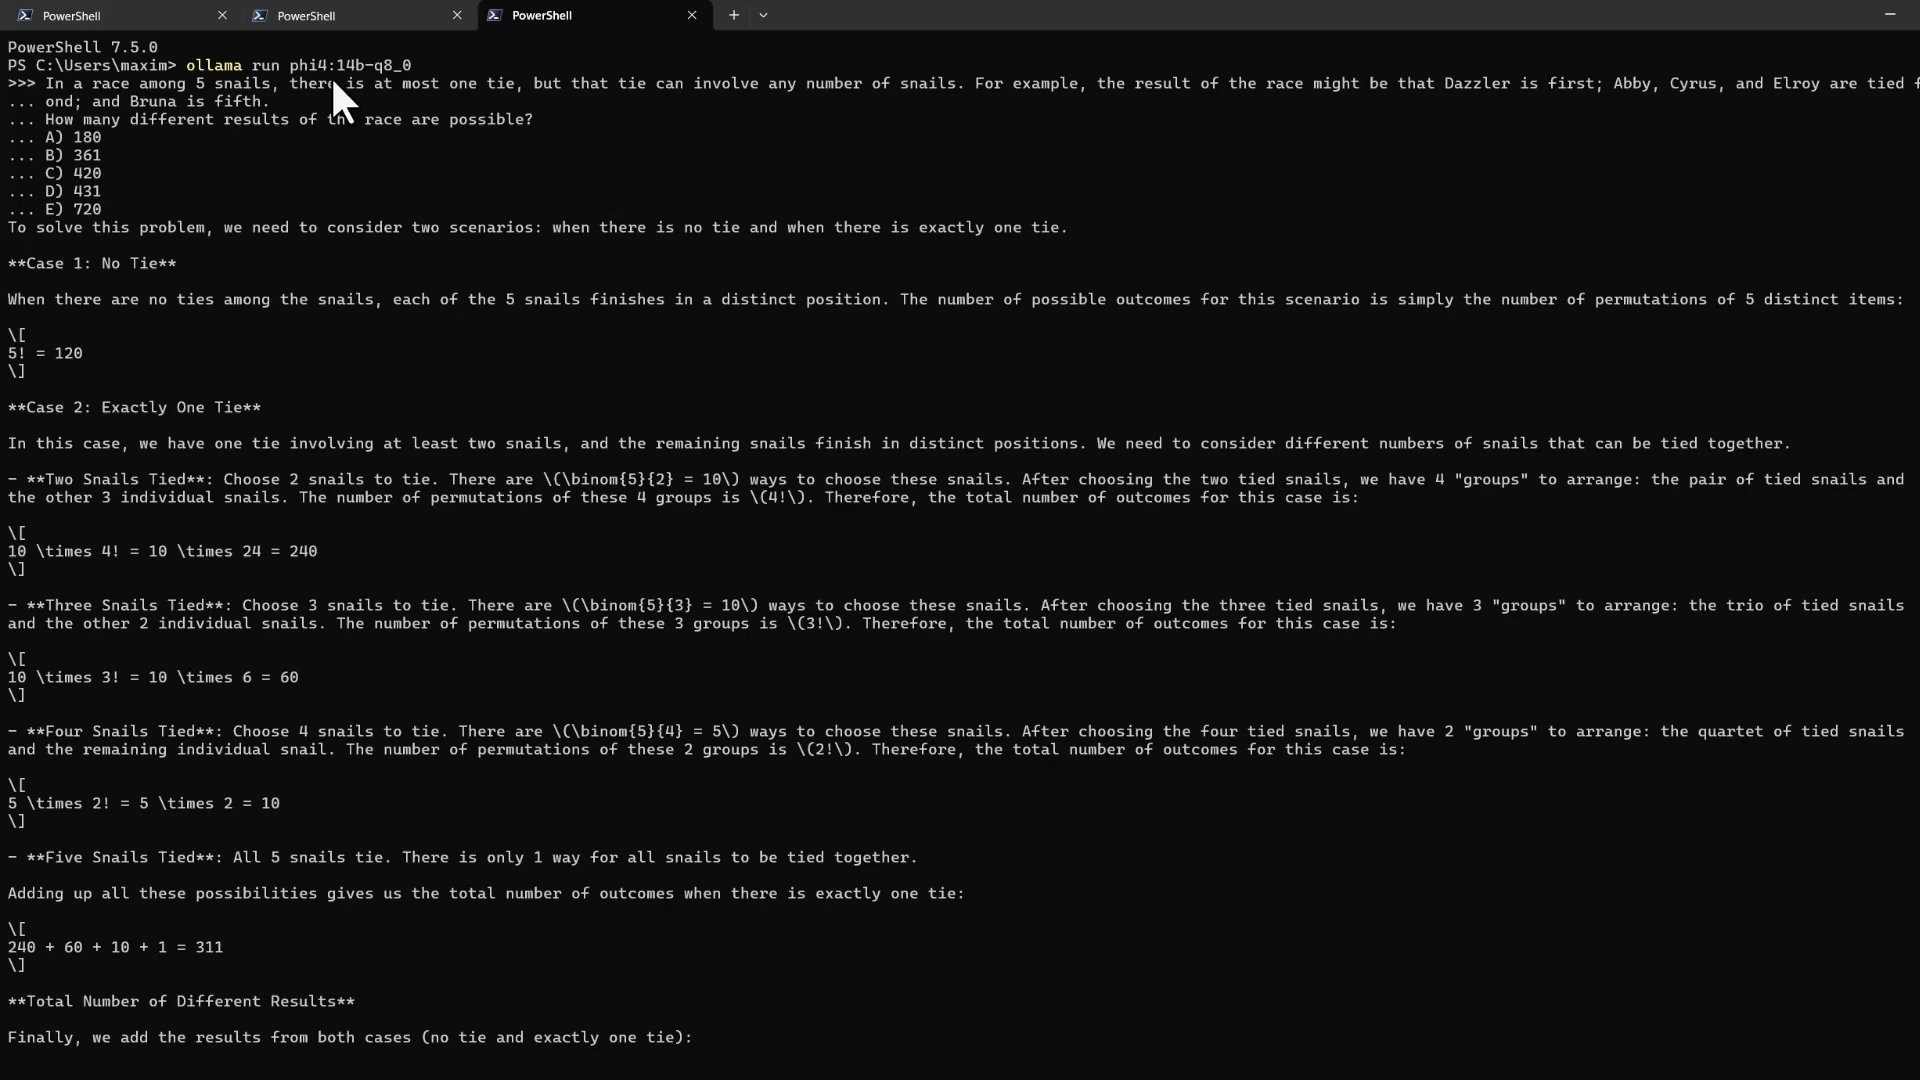 PowerShell
PowerShell
PowerShell
PowerShell 7.5.0
PS C:\Users\maxim> ollama run phi4:14b-q8_0
>>> In a race among 5 snails, there is at most one tie, but that tie can involve any number of snails. For example, the result of the race might be that Dazzler is first; Abby, Cyrus, and Elroy are tied f
... ond; and Bruna is fifth.
... How many different results of the race are possible?
... A) 180
... B) 361
... C) 420
... D) 431
... E) 720
To solve this problem, we need to consider two scenarios: when there is no tie and when there is exactly one tie.
**Case 1: No Tie**
When there are no ties among the snails, each of the 5 snails finishes in a distinct position. The number of possible outcomes for this scenario is simply the number of permutations of 5 distinct items:
\[
5! = 120
\]
**Case 2: Exactly One Tie**
In this case, we have one tie involving at least two snails, and the remaining snails finish in distinct positions. We need to consider different numbers of snails that can be tied together.
- **Two Snails Tied**: Choose 2 snails to tie. There are \(\binom{5}{2} = 10\) ways to choose these snails. After choosing the two tied snails, we have 4 "groups" to arrange: the pair of tied snails and
the other 3 individual snails. The number of permutations of these 4 groups is \(4!\). Therefore, the total number of outcomes for this case is:
\[
10 \times 4! = 10 \times 24 = 240
\]
- **Three Snails Tied**: Choose 3 snails to tie. There are \(\binom{5}{3} = 10\) ways to choose these snails. After choosing the three tied snails, we have 3 "groups" to arrange: the trio of tied snails
and the other 2 individual snails. The number of permutations of these 3 groups is \(3!\). Therefore, the total number of outcomes for this case is:
\[
10 \times 3! = 10 \times 6 = 60
\]
- **Four Snails Tied**: Choose 4 snails to tie. There are \(\binom{5}{4} = 5\) ways to choose these snails. After choosing the four tied snails, we have 2 "groups" to arrange: the quartet of tied snails
and the remaining individual snail. The number of permutations of these 2 groups is \(2!\). Therefore, the total number of outcomes for this case is:
\[
5 \times 2! = 5 \times 2 = 10
\]
- **Five Snails Tied**: All 5 snails tie. There is only 1 way for all snails to be tied together.
Adding up all these possibilities gives us the total number of outcomes when there is exactly one tie:
\[
240 + 60 + 10 + 1 = 311
\]
**Total Number of Different Results**
Finally, we add the results from both cases (no tie and exactly one tie):